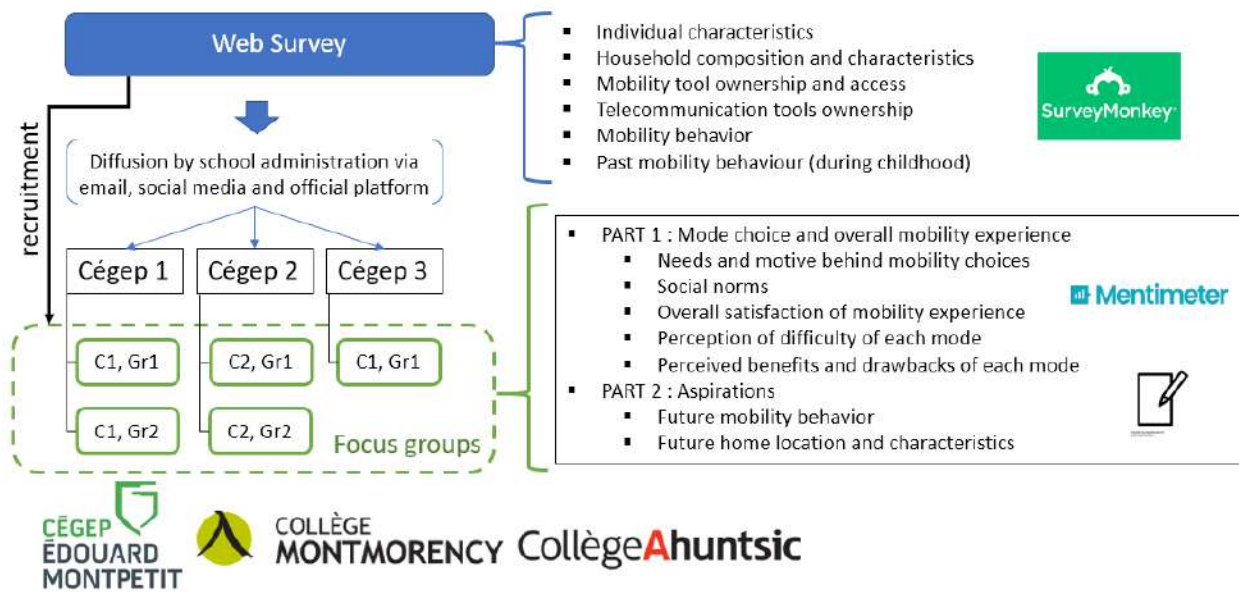 Web Survey
Individual characteristics
Household composition and characteristics
Mobility tool ownership and access
Telecommunication tools ownership
Mobility behavior
Past mobility behaviour (during childhood)
SurveyMonkey
recruitment
Diffusion by school administration via
email, social media and official platform
Cégep 1
Cégep 2
Cégep 3
C1, Gr1
C2, Gr1
C1, Gr1
C1, Gr2
C2, Gr2
Focus groups
PART 1 : Mode choice and overall mobility experience
Needs and motive behind mobility choices
Social norms
Overall satisfaction of mobility experience
Perception of difficulty of each mode
Perceived benefits and drawbacks of each mode
PART 2 : Aspirations
Future mobility behavior
Future home location and characteristics
Mentimeter
CÉGEP
ÉDOUARD
MONTPETIT
COLLÈGE
MONTMORENCY
CollègeAhuntsic